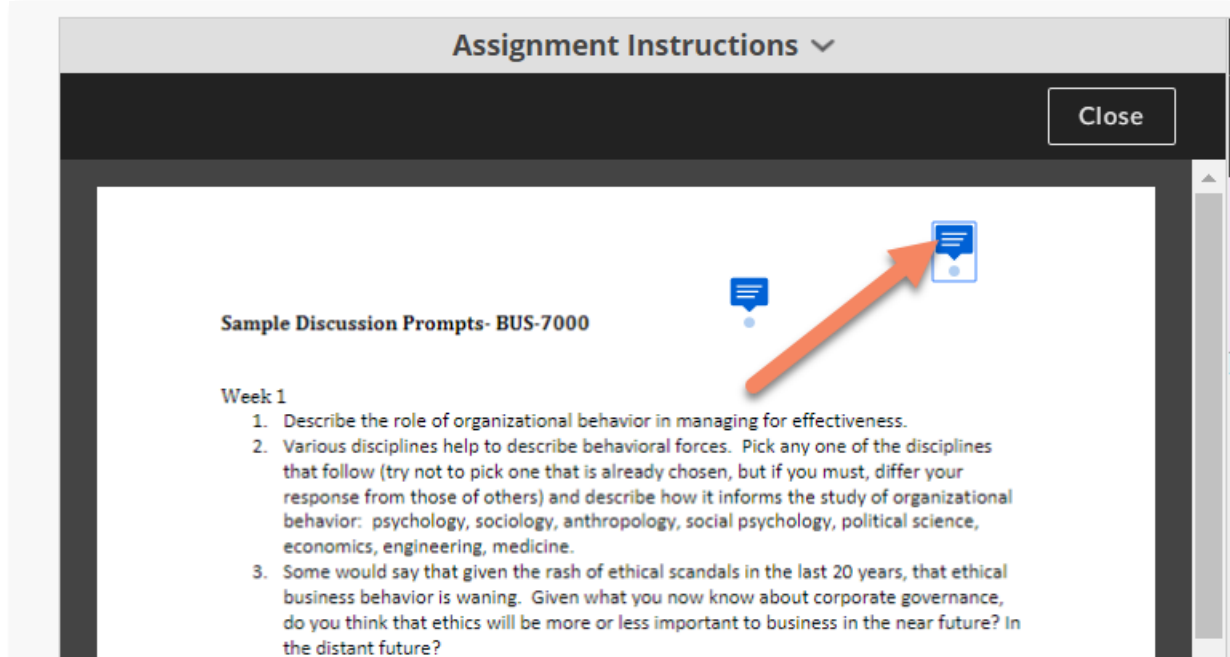 Assignment Instructions
Close
Sample Discussion Prompts- BUS-7000
Week 1
1. Describe the role of organizational behavior in managing for effectiveness.
2. Various disciplines help to describe behavioral forces.  Pick any one of the disciplines
that follow (try not to pick one that is already chosen, but if you must, differ your
response from those of others) and describe how it informs the study of organizational
behavior:  psychology, sociology, anthropology, social psychology, political science,
economics, engineering, medicine.
3. Some would say that given the rash of ethical scandals in the last 20 years, that ethical
business behavior is waning.  Given what you now know about corporate governance,
do you think that ethics will be more or less important to business in the near future? In
the distant future?